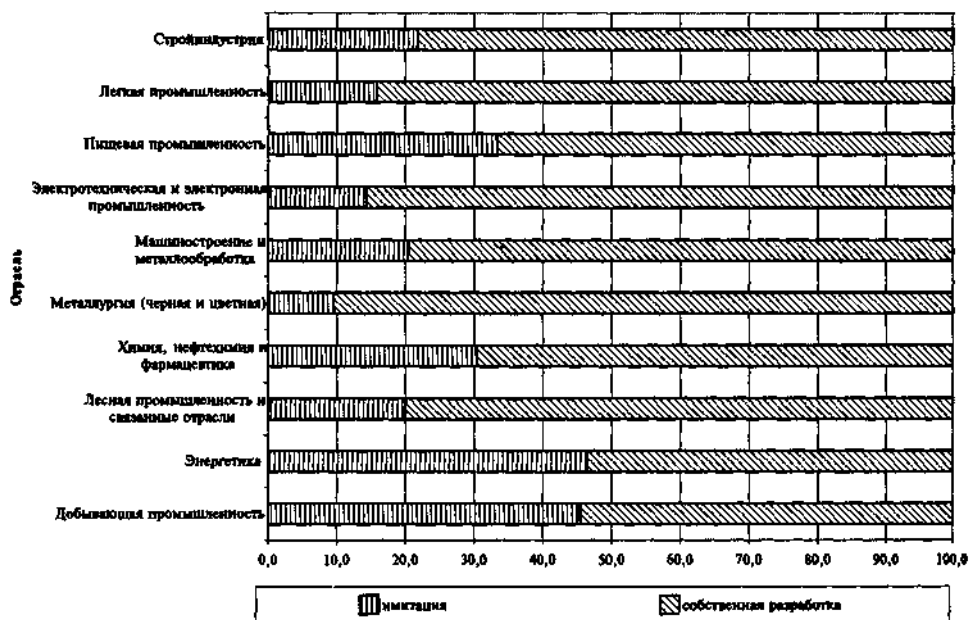 Стройиндустрия
Легкая промышленность
Пищевая промышленность
Электротехническая и электронная
промышленность
Машиностроение и
металлообработка
Отрасль
Металлургия (черная и цветная)
Химия, нефтехимия и
фармацевтика
Лесная промышленность и
связанные отрасли
Энергетика
Добывающая промышленность
0,0 10,0 20,0 30,0 40,0 50,0 60,0 70,0 80,0 90,0 100,0
имитация собственная разработка